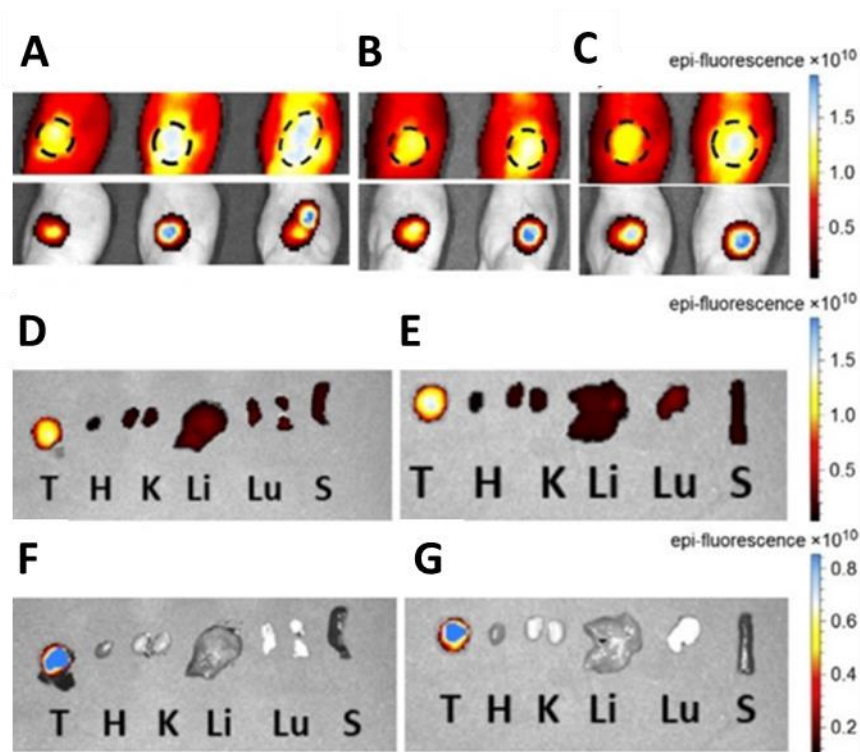 A B C
epi-fluorescence ×10¹⁰
1.5
1.0
0.5
D E
epi-fluorescence ×10¹⁰
1.5
1.0
0.5
T H K Li Lu S
T H K Li Lu S
F G
epi-fluorescence ×10¹⁰
0.8
0.6
0.4
0.2
T H K Li Lu S
T H K Li Lu S